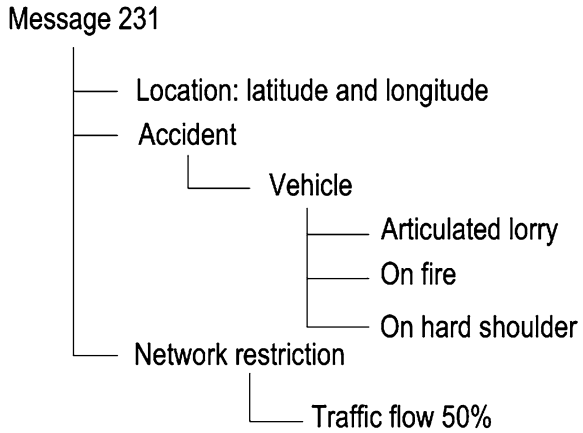 Message 231
Location: latitude and longitude
Accident
Vehicle
Articulated lorry
On fire
On hard shoulder
Network restriction
Traffic flow 50%